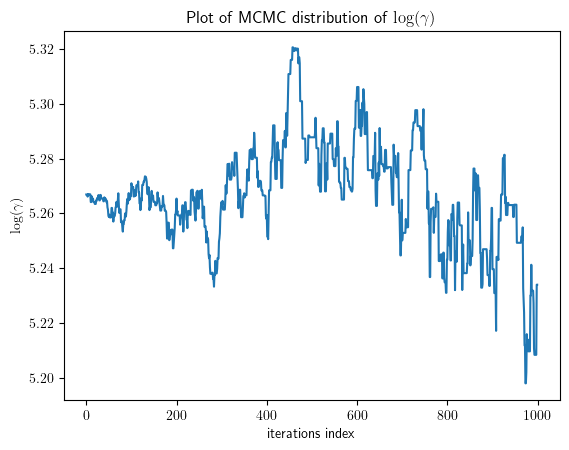 Plot of MCMC distribution of log(γ)
log(γ)
5.32
5.30
5.28
5.26
5.24
5.22
5.20
0 200 400 600 800 1000
iterations index